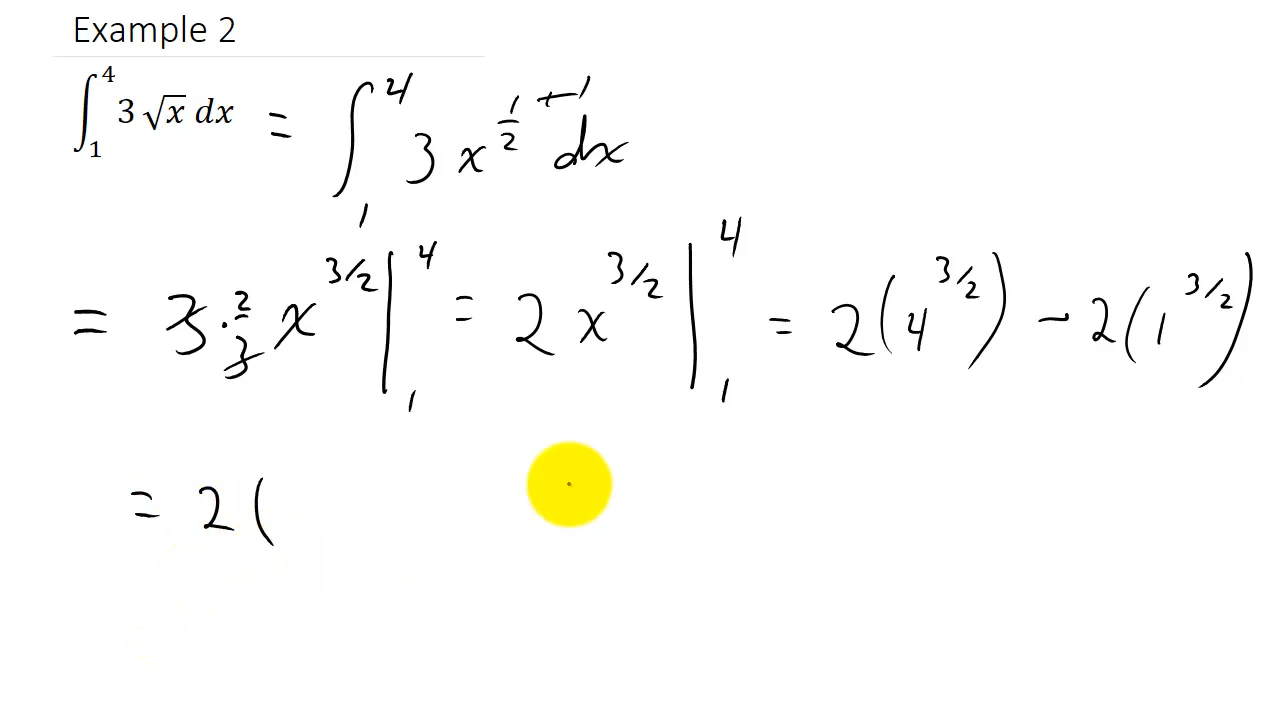 Example 2
∫₁⁴ 3 √x dx = ∫₁⁴ 3 x^(1/2) +1 dx
= 3 · 2/3 x^(3/2) |₁⁴ = 2 x^(3/2) |₁⁴ = 2(4^(3/2)) - 2(1^(3/2))
= 2 (